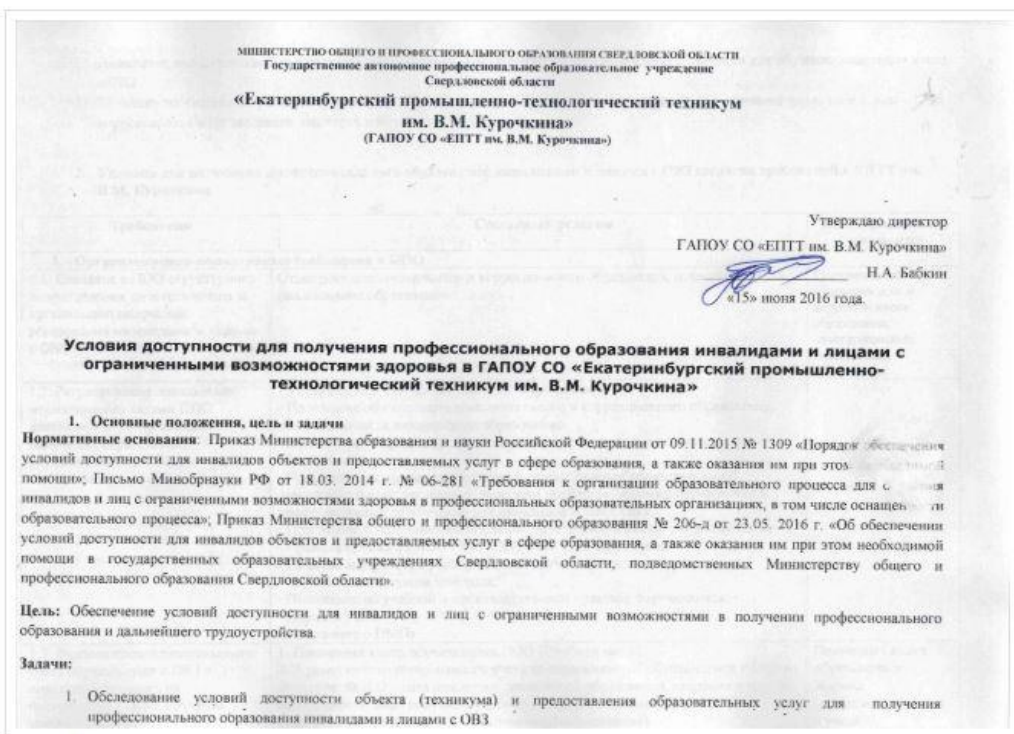 МИНИСТЕРСТВО ОБЩЕГО И ПРОФЕССИОНАЛЬНОГО ОБРАЗОВАНИЯ СВЕРДЛОВСКОЙ ОБЛАСТИ
Государственное автономное профессиональное образовательное учреждение
Свердловской области
«Екатеринбургский промышленно-технологический техникум
им. В.М. Курочкина»
(ГАПОУ СО «ЕПТТ им. В.М. Курочкина»)
Утверждаю директор
ГАПОУ СО «ЕПТТ им. В.М. Курочкина»
Н.А. Бабкин
«15» июня 2016 года.
Условия доступности для получения профессионального образования инвалидами и лицами с
ограниченными возможностями здоровья в ГАПОУ СО «Екатеринбургский промышленно-
технологический техникум им. В.М. Курочкина»
1. Основные положения, цель и задачи
Нормативные основания: Приказ Министерства образования и науки Российской Федерации от 09.11.2015 № 1309 «Порядок обеспечения
условий доступности для инвалидов объектов и предоставляемых услуг в сфере образования, а также оказания им при этом
помощи»; Письмо Минобрнауки РФ от 18.03. 2014 г. № 06-281 «Требования к организации образовательного процесса для
инвалидов и лиц с ограниченными возможностями здоровья в профессиональных образовательных организациях, в том числе оснащен
образовательного процесса»; Приказ Министерства общего и профессионального образования № 206-д от 23.05. 2016 г. «Об обеспечении
условий доступности для инвалидов объектов и предоставляемых услуг в сфере образования, а также оказания им при этом необходимой
помощи в государственных образовательных учреждениях Свердловской области, подведомственных Министерству общего и
профессионального образования Свердловской области».
Цель: Обеспечение условий доступности для инвалидов и лиц с ограниченными возможностями в получении профессионального
образования и дальнейшего трудоустройства.
Задачи:
1. Обследование условий доступности объекта (техникума) и предоставления образовательных услуг для получения
профессионального образования инвалидами и лицами с ОВЗ